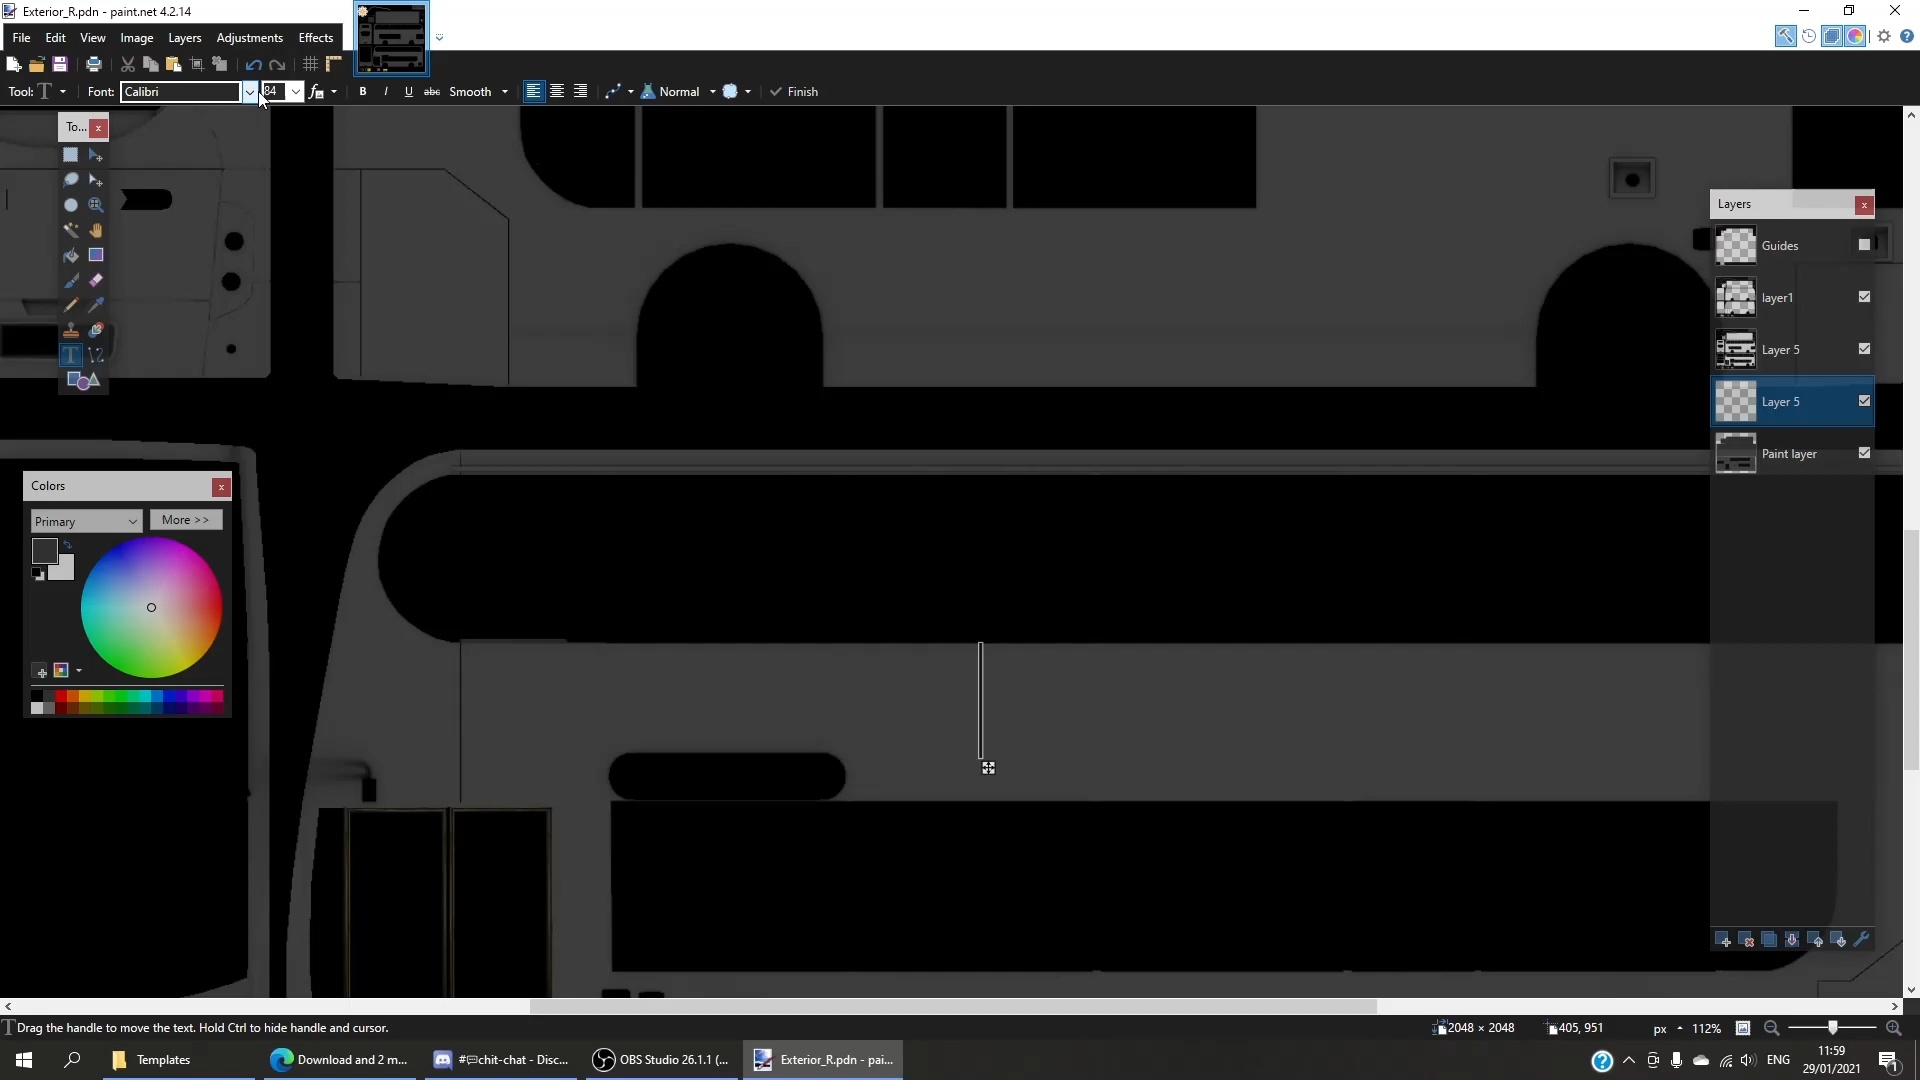 Exterior_R.pdn - paint.net 4.2.14
File Edit View Image Layers Adjustments Effects
Tool: Font: Calibri 84 B I U abc Smooth Normal Finish
To...
Layers
Guides
layer1
Layer 5
Layer 5
Paint layer
Colors
Primary More >>
Drag the handle to move the text. Hold Ctrl to hide handle and cursor.
2048 × 2048 405, 951 px 112%
Templates Download and 2 m... #chit-chat - Disc... OBS Studio 26.1.1 (... Exterior_R.pdn - pai... ENG
11:59
29/01/2021